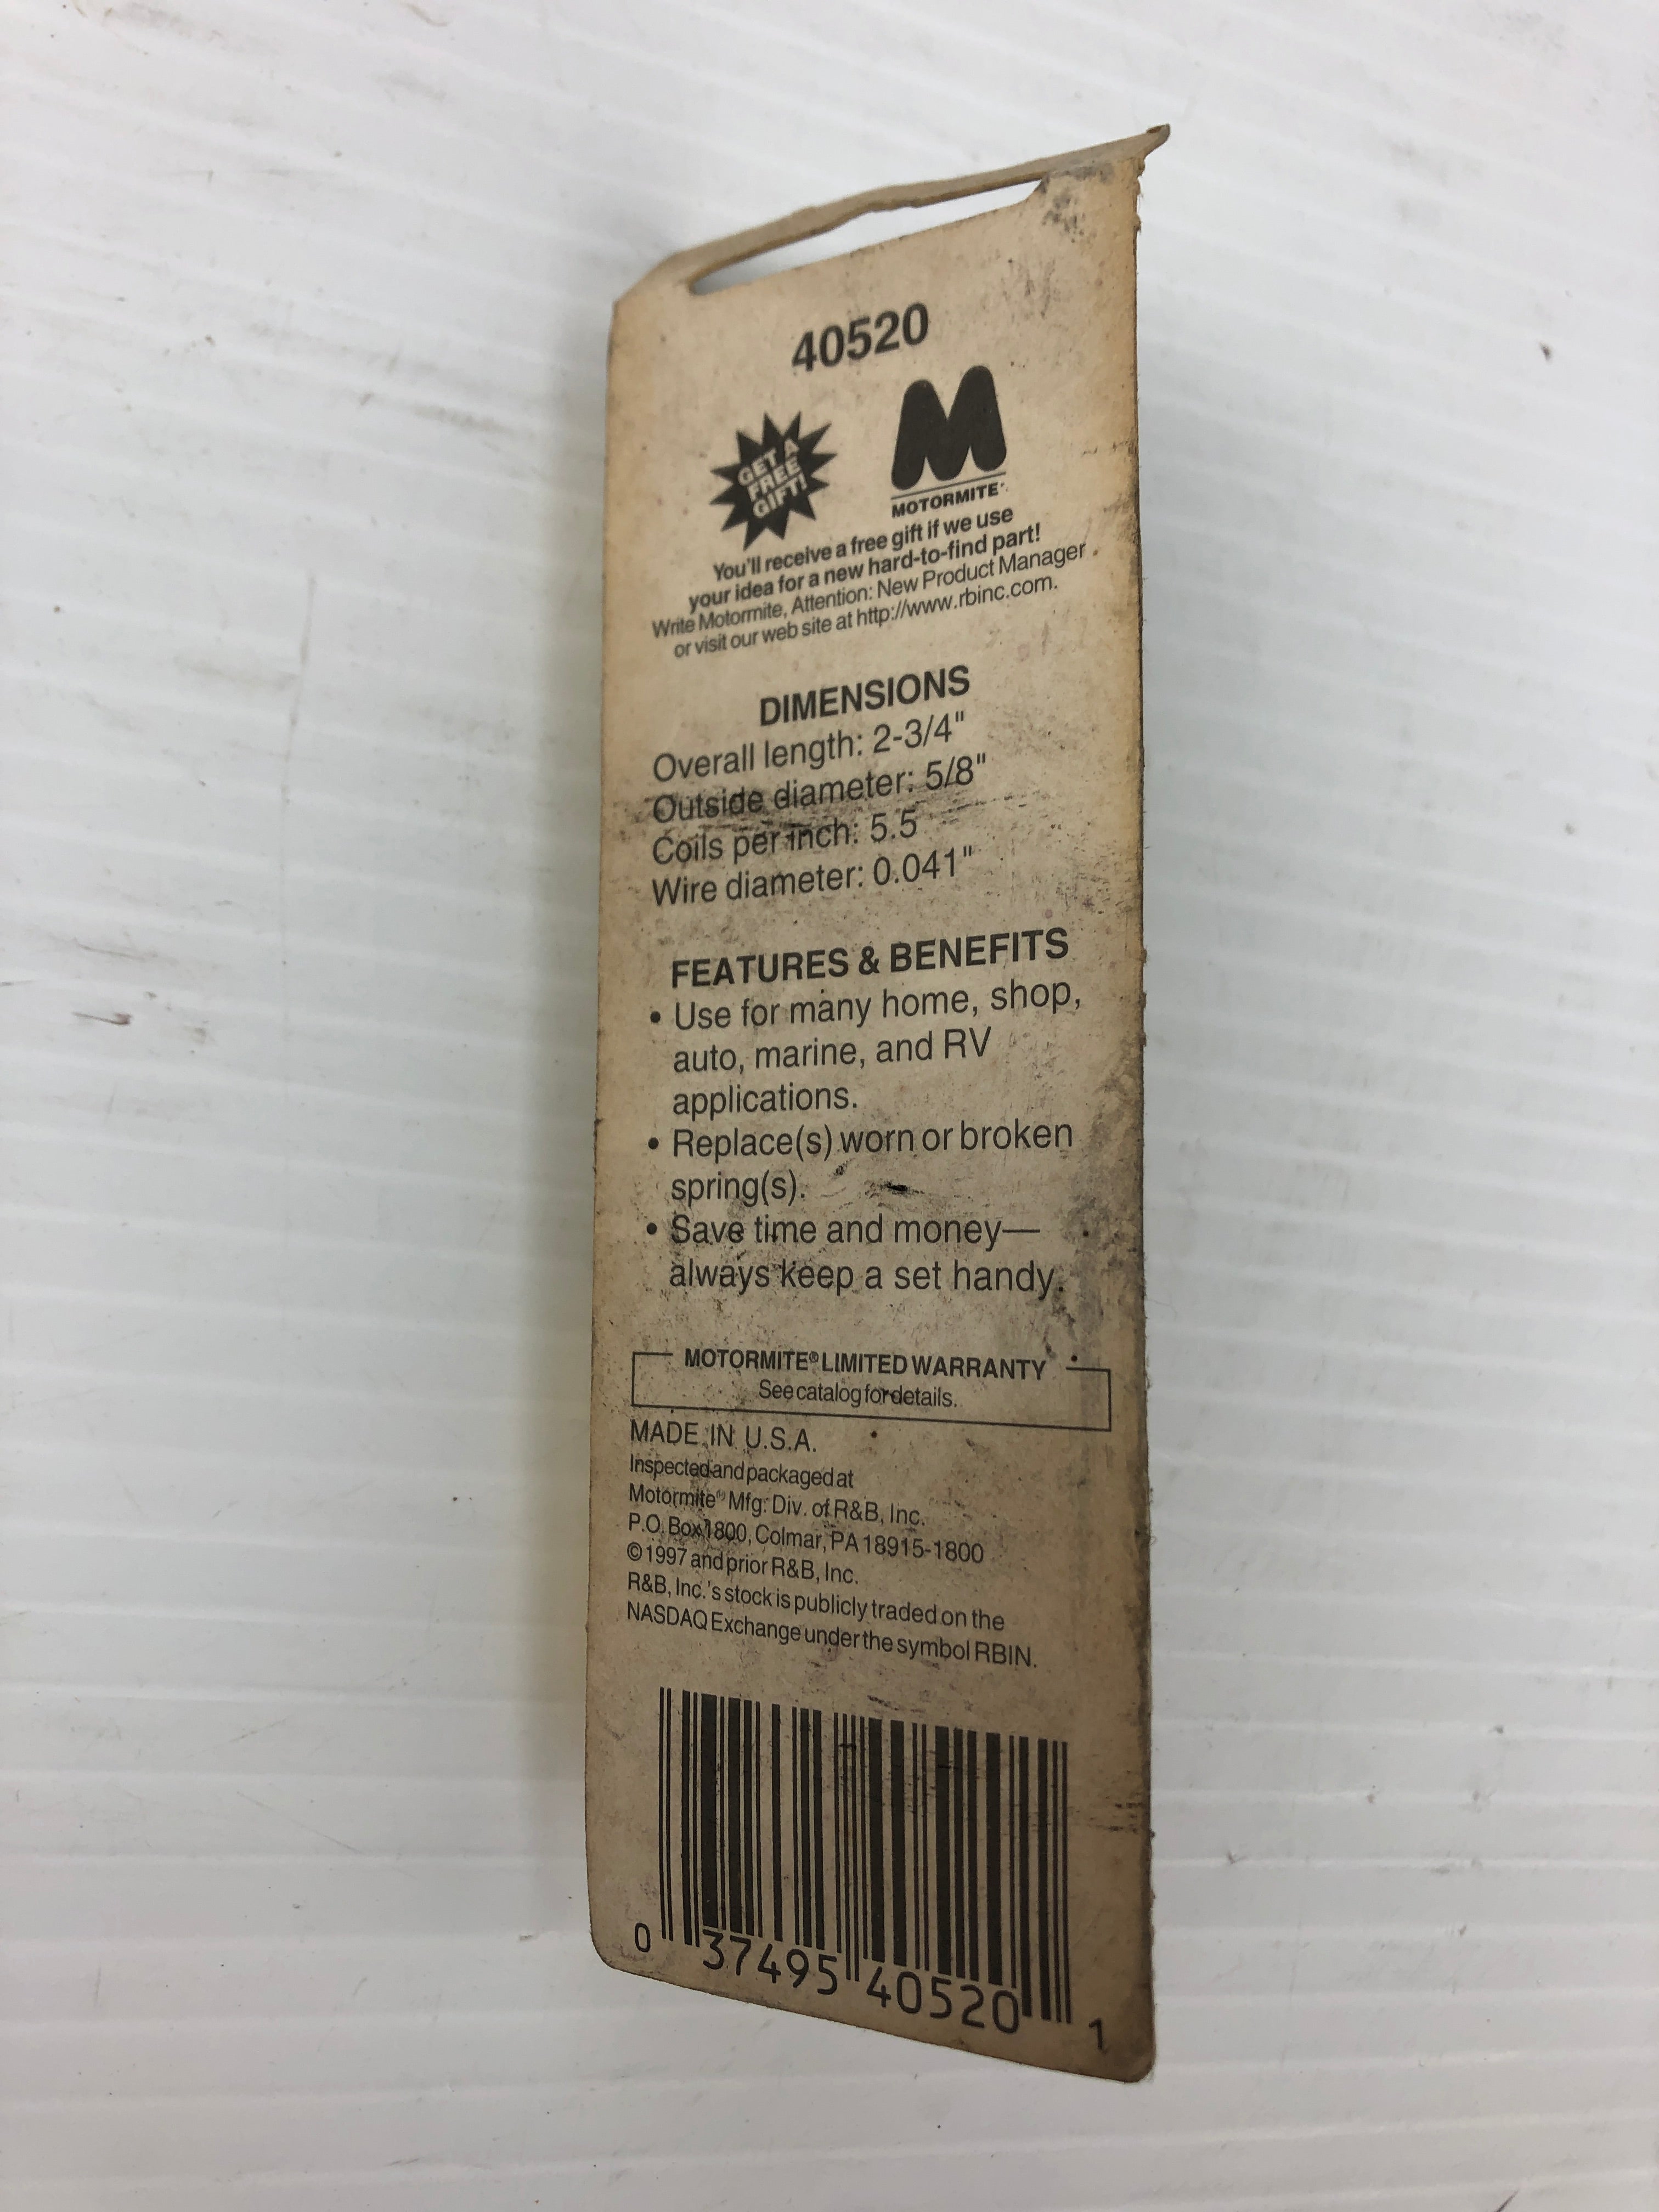 40520
GET A
FREE
GIFT!
M
MOTORMITE
You'll receive a free gift if we use
your idea for a new hard-to-find part!
Write Motormite, Attention: New Product Manager
or visit our web site at http://www.rbinc.com.
DIMENSIONS
Overall length: 2-3/4"
Outside diameter: 5/8"
Coils per inch: 5.5
Wire diameter: 0.041"
FEATURES & BENEFITS
• Use for many home, shop,
auto, marine, and RV
applications.
• Replace(s) worn or broken
spring(s).
• Save time and money—
always keep a set handy.
MOTORMITE® LIMITED WARRANTY
See catalog for details.
MADE IN U.S.A.
Inspected and packaged at
Motormite® Mfg. Div. of R&B, Inc.
P.O. Box 1800, Colmar, PA 18915-1800
© 1997 and prior R&B, Inc.
R&B, Inc.'s stock is publicly traded on the
NASDAQ Exchange under the symbol RBIN.
0 37495 40520 1